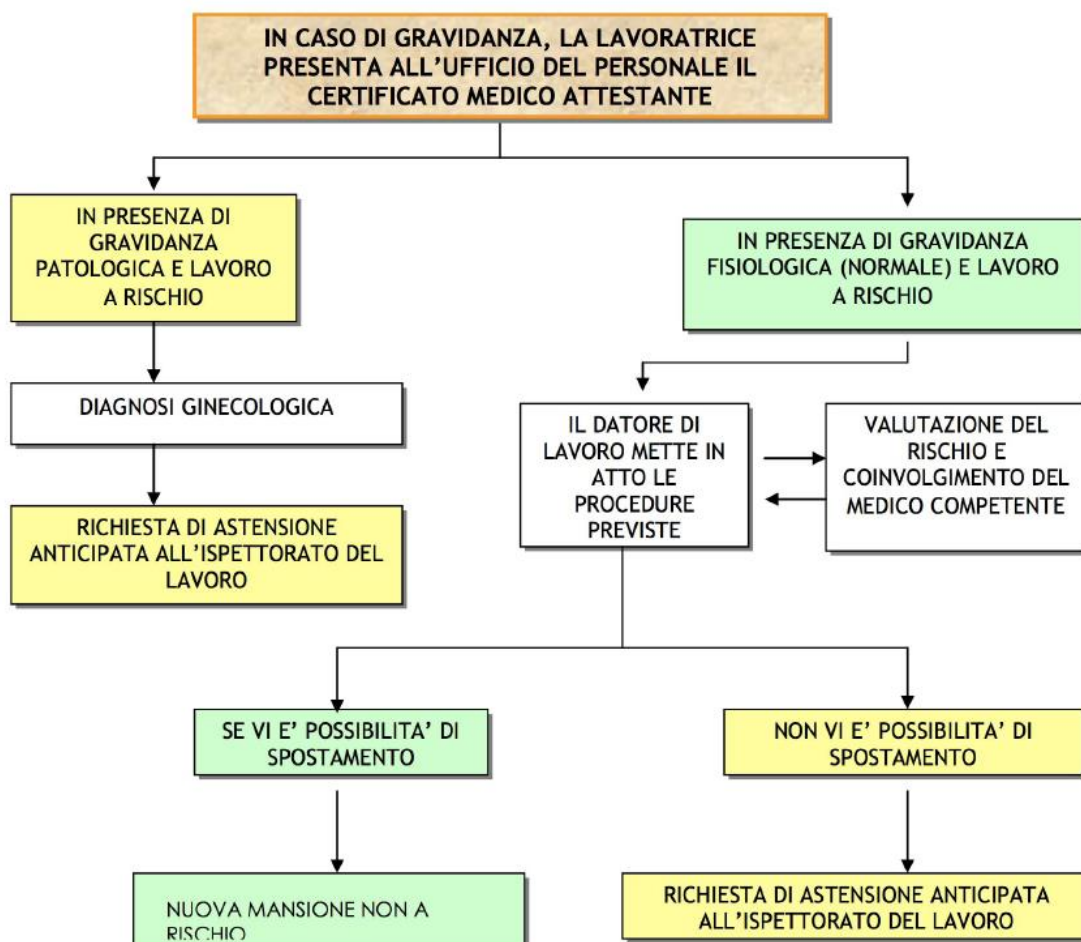 IN CASO DI GRAVIDANZA, LA LAVORATRICE
PRESENTA ALL'UFFICIO DEL PERSONALE IL
CERTIFICATO MEDICO ATTESTANTE
IN PRESENZA DI
GRAVIDANZA
PATOLOGICA E LAVORO
A RISCHIO
IN PRESENZA DI GRAVIDANZA
FISIOLOGICA (NORMALE) E LAVORO
A RISCHIO
DIAGNOSI GINECOLOGICA
IL DATORE DI
LAVORO METTE IN
ATTO LE
PROCEDURE
PREVISTE
VALUTAZIONE DEL
RISCHIO E
COINVOLGIMENTO DEL
MEDICO COMPETENTE
RICHIESTA DI ASTENSIONE
ANTICIPATA ALL'ISPETTORATO DEL
LAVORO
SE VI E' POSSIBILITA' DI
SPOSTAMENTO
NON VI E' POSSIBILITA' DI
SPOSTAMENTO
NUOVA MANSIONE NON A
RISCHIO
RICHIESTA DI ASTENSIONE ANTICIPATA
ALL'ISPETTORATO DEL LAVORO